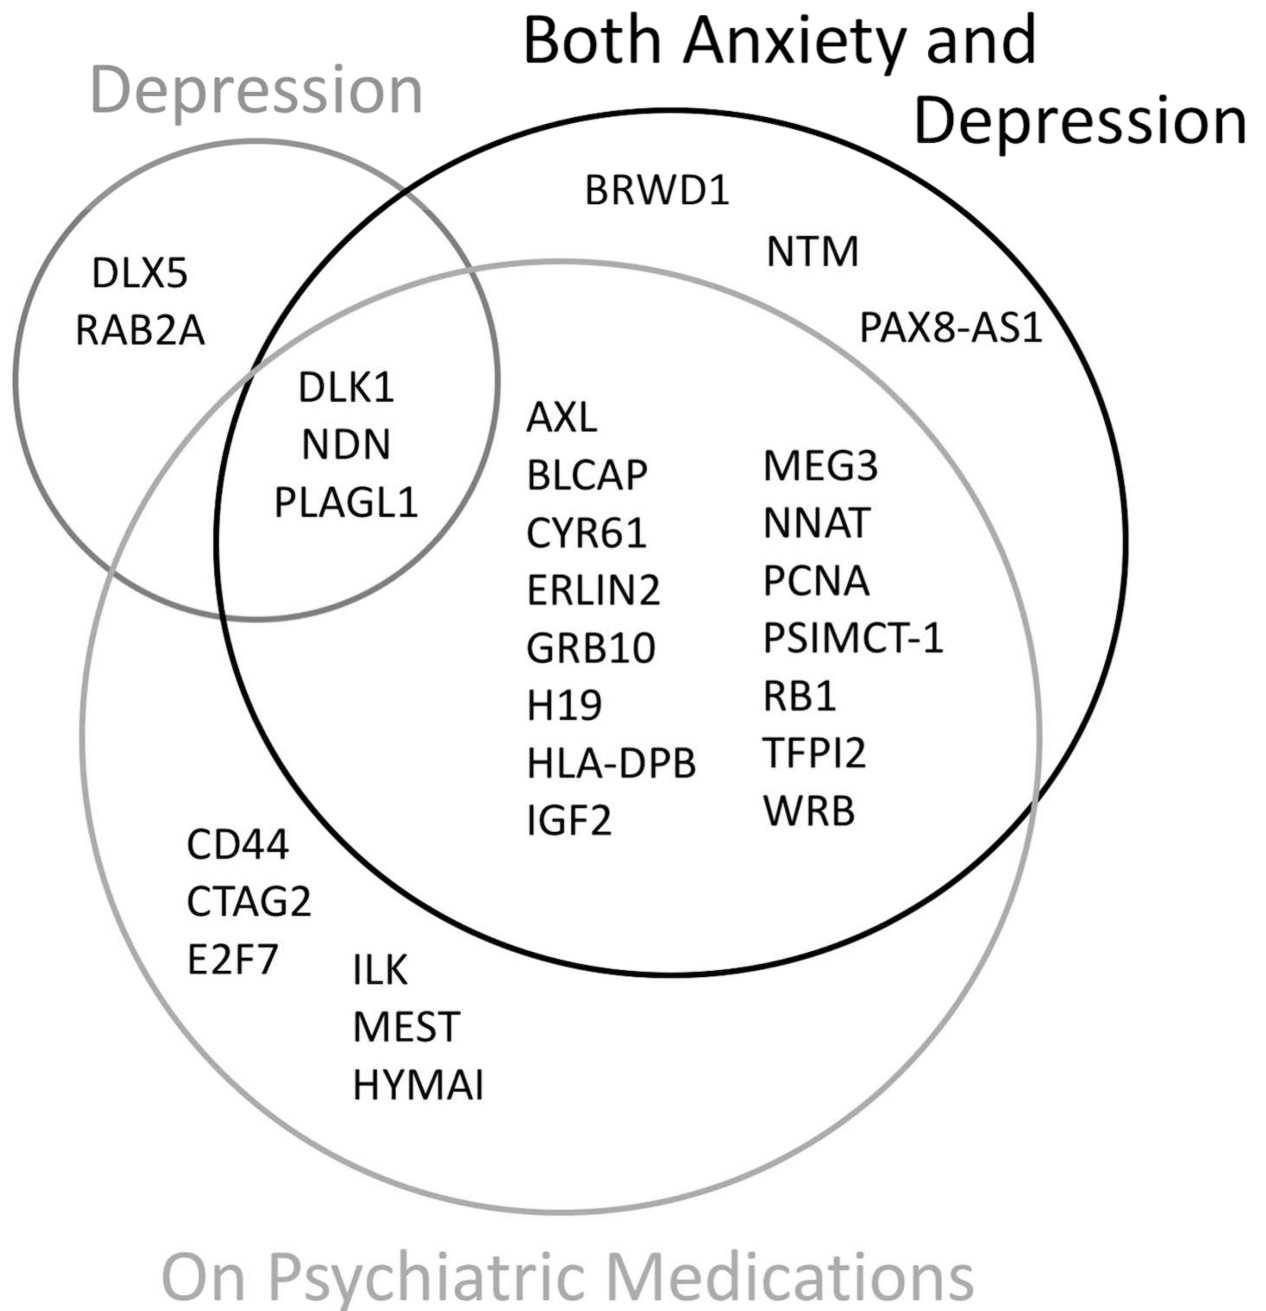 Both Anxiety and
Depression
Depression
BRWD1
NTM
PAX8-AS1
DLX5
RAB2A
DLK1
NDN
PLAGL1
AXL
BLCAP
CYR61
ERLIN2
GRB10
H19
HLA-DPB
IGF2
MEG3
NNAT
PCNA
PSIMCT-1
RB1
TFPI2
WRB
CD44
CTAG2
E2F7
ILK
MEST
HYMAI
On Psychiatric Medications